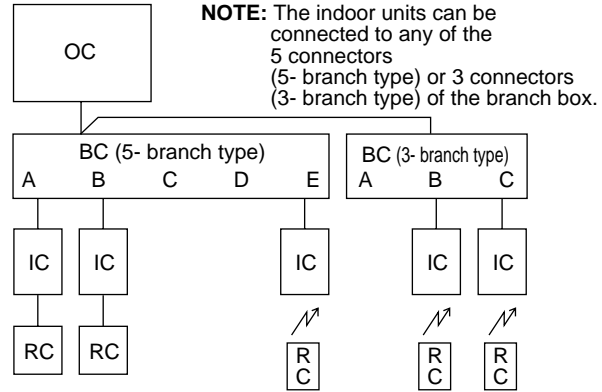 NOTE: The indoor units can be
connected to any of the
5 connectors
(5- branch type) or 3 connectors
(3- branch type) of the branch box.
OC
BC (5- branch type)
A B C D E
BC (3- branch type)
A B C
IC IC IC IC IC
RC RC R C R C R C